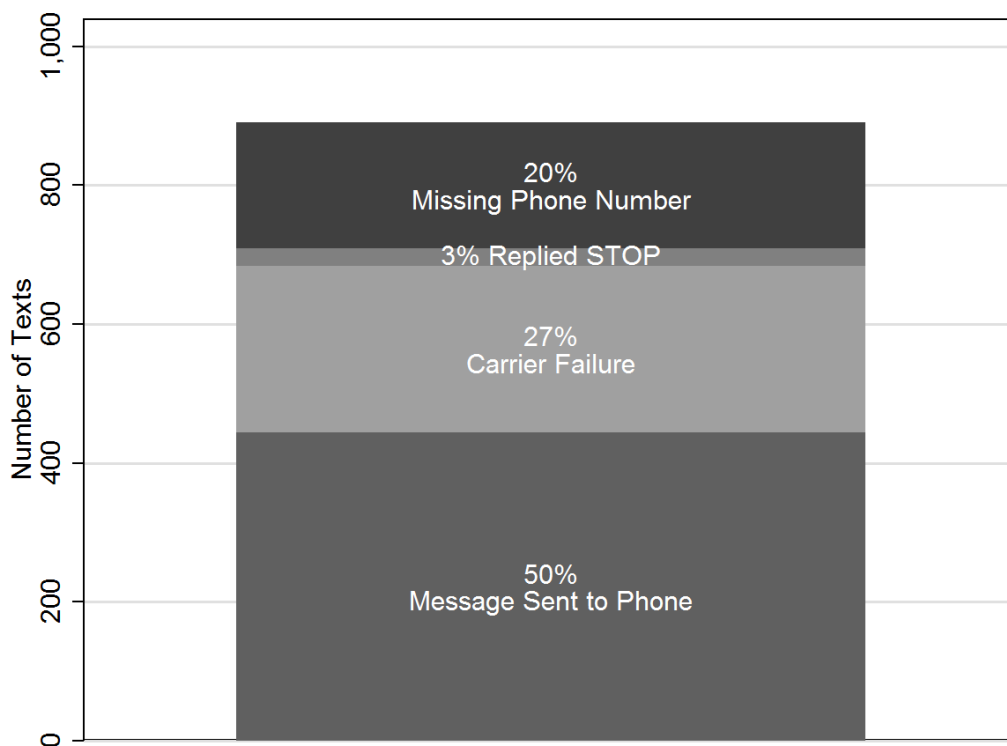 1,000
800
600
400
200
0
Number of Texts
20%
Missing Phone Number
3% Replied STOP
27%
Carrier Failure
50%
Message Sent to Phone